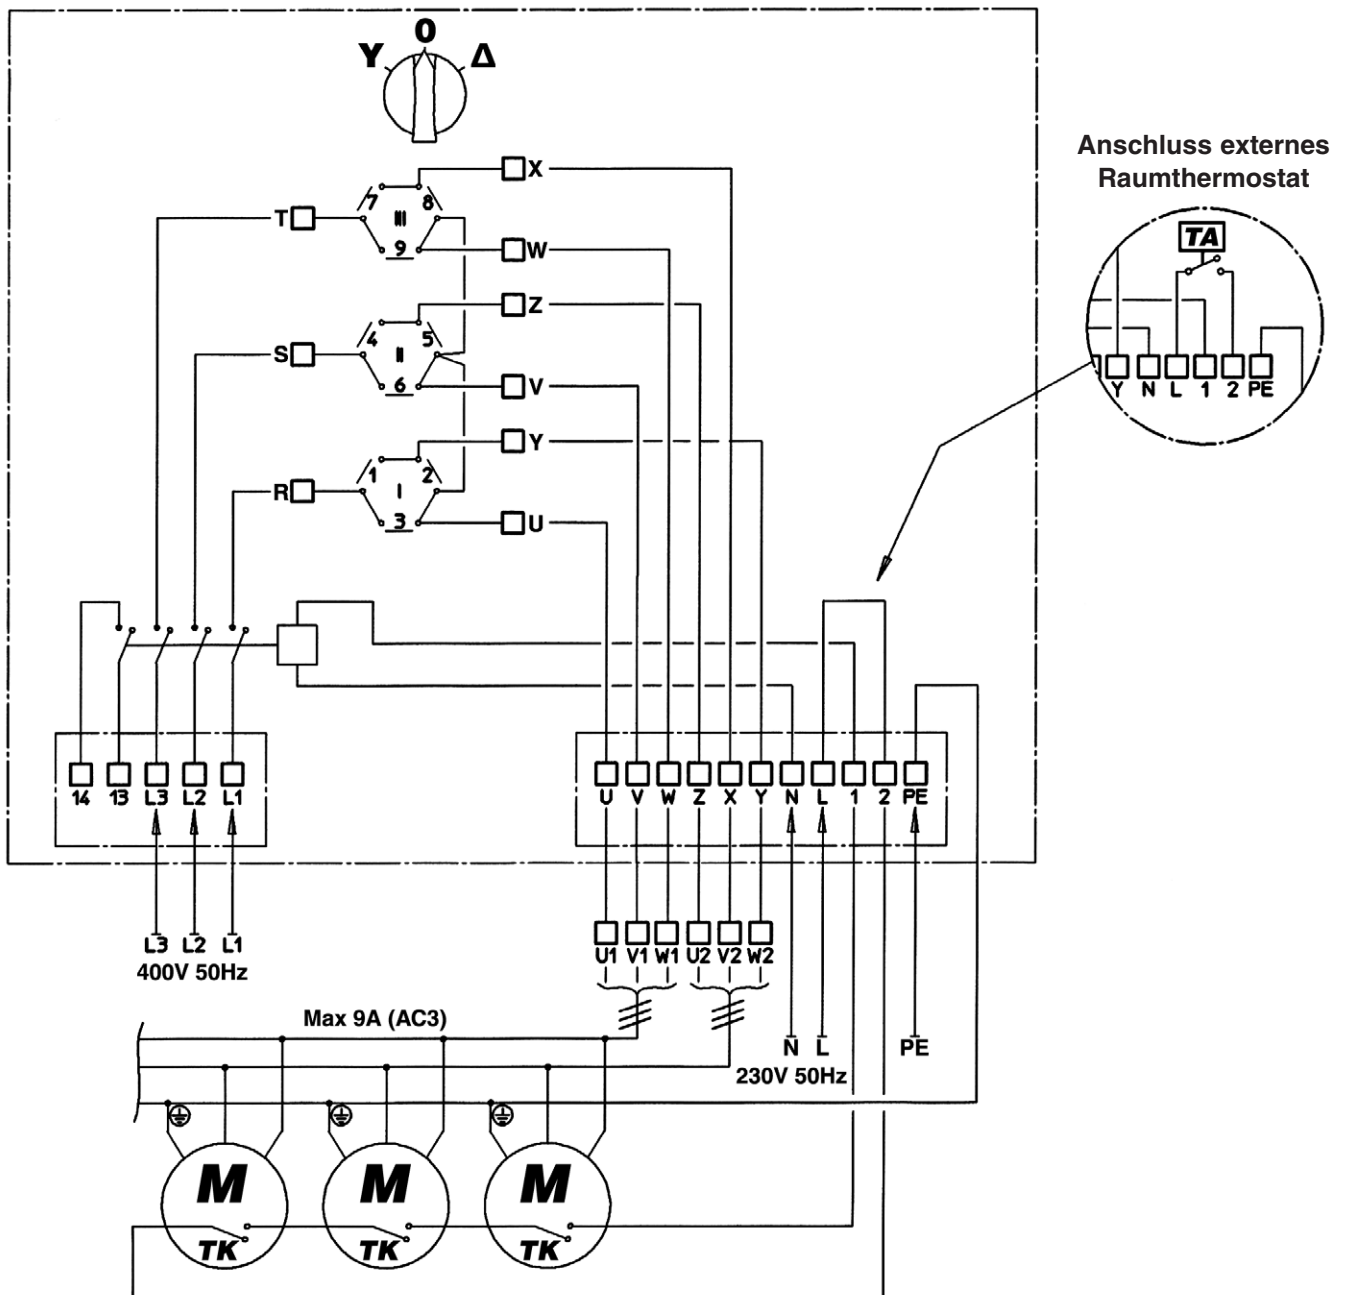 Y 0 Δ
X
7 8
III
T
9
W
Z
4 5
II
S
6
V
Y
1 2
I
R
3
U
Anschluss externes
Raumthermostat
TA
Y N L 1 2 PE
14 13 L3 L2 L1
U V W Z X Y N L 1 2 PE
L3 L2 L1
400V 50Hz
U1 V1 W1 U2 V2 W2
Max 9A (AC3)
N L PE
230V 50Hz
M M M
TK TK TK